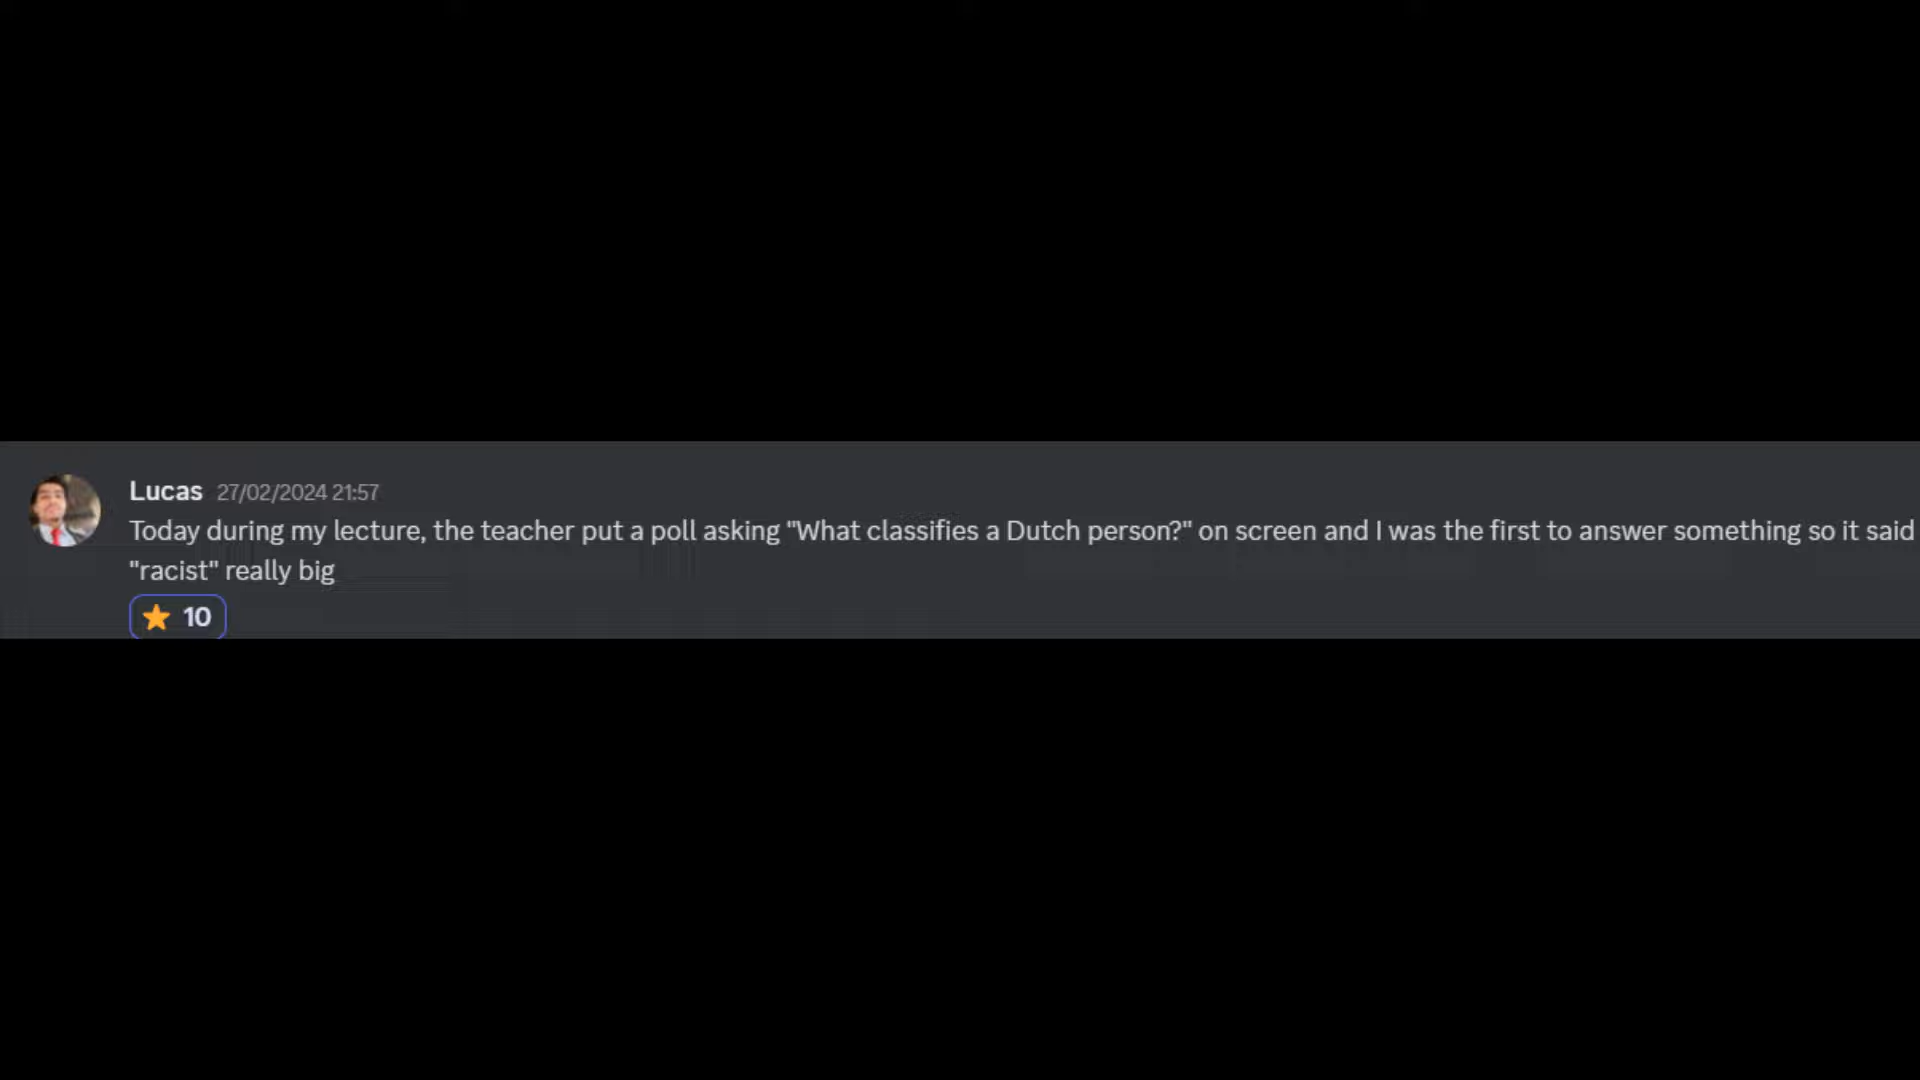 Lucas 27/02/2024 21:57
Today during my lecture, the teacher put a poll asking "What classifies a Dutch person?" on screen and I was the first to answer something so it said
"racist" really big
10